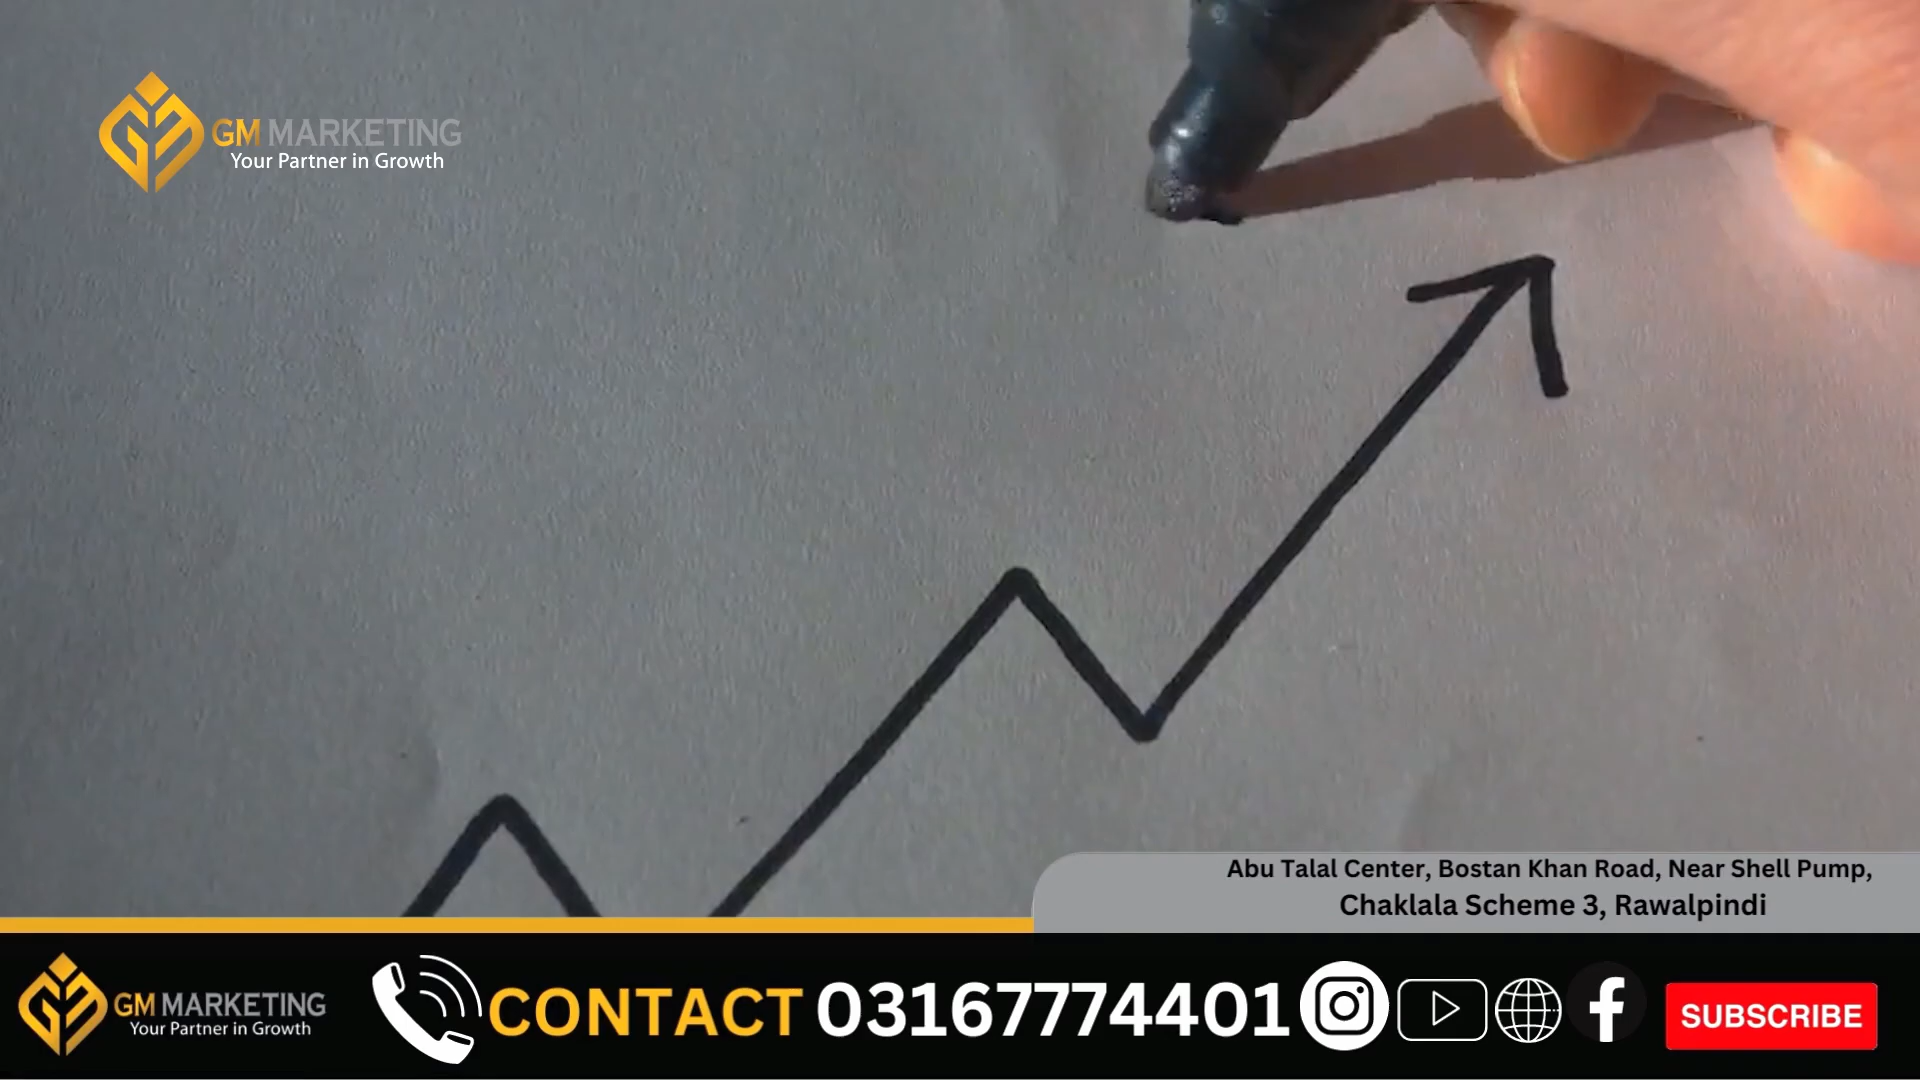 GM MARKETING
Your Partner in Growth
Abu Talal Center, Bostan Khan Road, Near Shell Pump,
Chaklala Scheme 3, Rawalpindi
GM MARKETING
Your Partner in Growth
CONTACT 03167774401
SUBSCRIBE